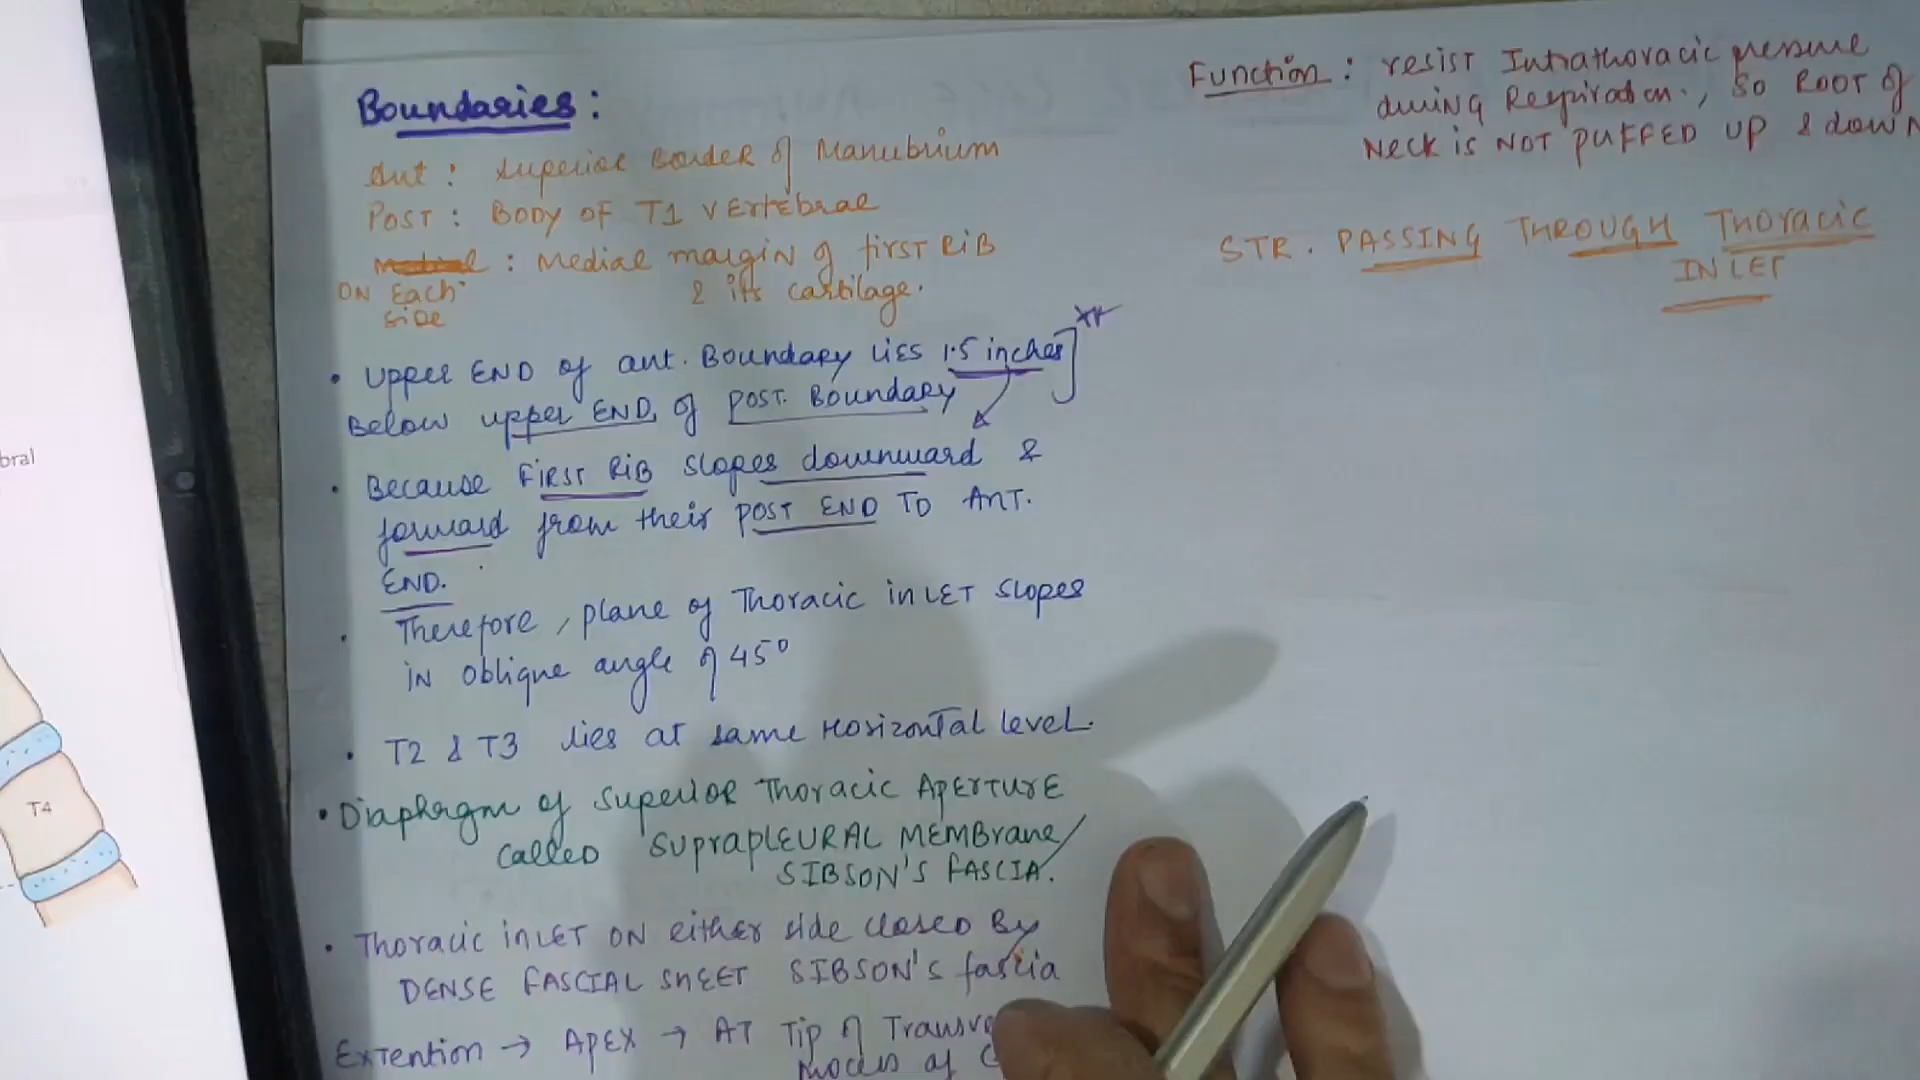 Boundaries:
Ant: Superior Border of Manubrium
Post: Body of T1 vertebrae
: Medial margin of first Rib
On Each side
& its cartilage.
Upper END of ant. Boundary lies 1.5 inches
Below upper END of Post. Boundary
Because First Rib slopes downward &
forward from their post END To Ant.
END.
Therefore, plane of Thoracic inlet slopes
in oblique angle of 45°
T2 & T3 lies at same Horizontal level.
Diaphragm of Superior Thoracic Aperture
called Suprapleural Membrane/
SIBSON'S FASCIA.
Thoracic inlet on either side closed By
DENSE FASCIAL SHEET SIBSON'S fascia
Extention → Apex → AT Tip of
of
Function: resist Intrathoracic pressure
during Respiration., so Root of
Neck is NOT puffed up & down
STR. PASSING THROUGH Thoracic
INLET
bral
T4